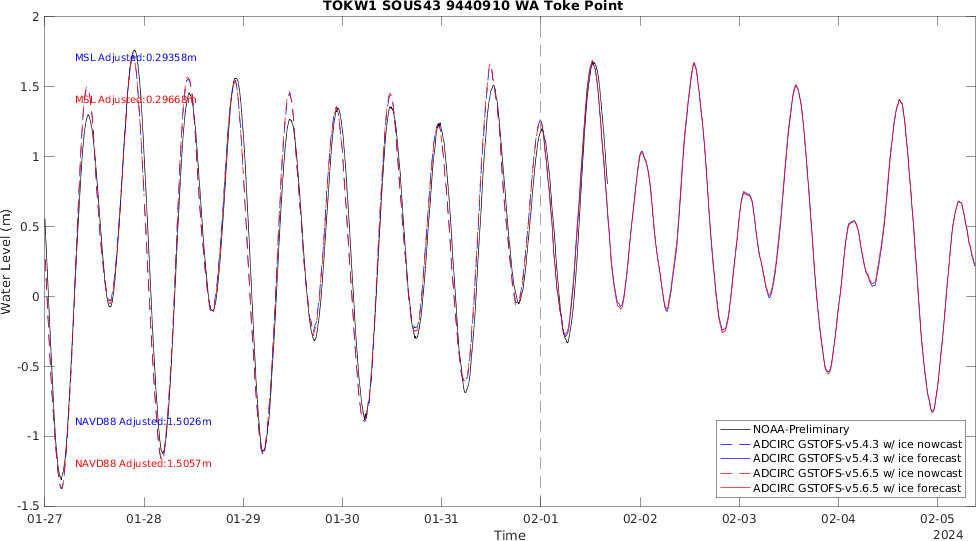 TOKW1 SOUS43 9440910 WA Toke Point
2
1.5
1
0.5
0
-0.5
-1
-1.5
Water Level (m)
MSL Adjusted:0.29358m
MSL Adjusted:0.29668m
NAVD88 Adjusted:1.5026m
NAVD88 Adjusted:1.5057m
NOAA-Preliminary
ADCIRC GSTOFS-v5.4.3 w/ ice nowcast
ADCIRC GSTOFS-v5.4.3 w/ ice forecast
ADCIRC GSTOFS-v5.6.5 w/ ice nowcast
ADCIRC GSTOFS-v5.6.5 w/ ice forecast
01-27 01-28 01-29 01-30 01-31 02-01 02-02 02-03 02-04 02-05
Time
2024